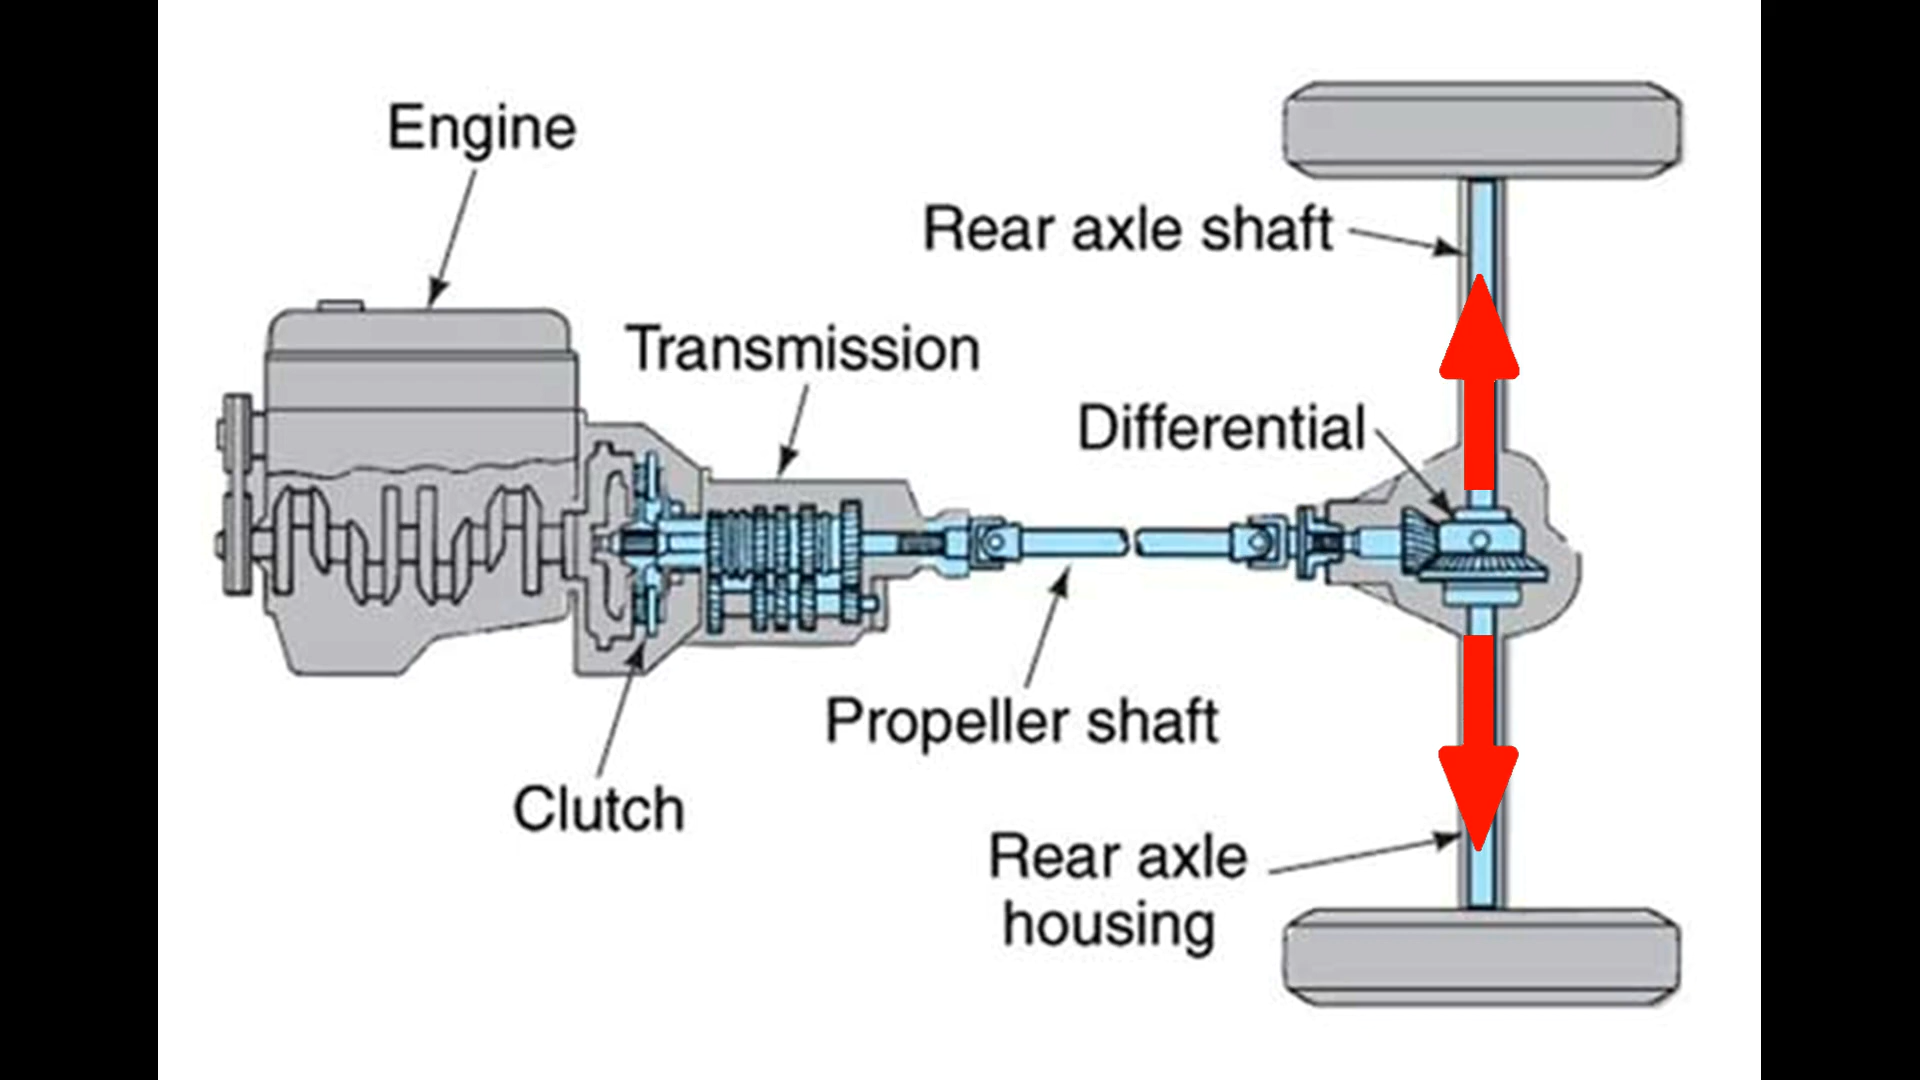 Engine
Rear axle shaft
Transmission
Differential
Propeller shaft
Clutch
Rear axle
housing